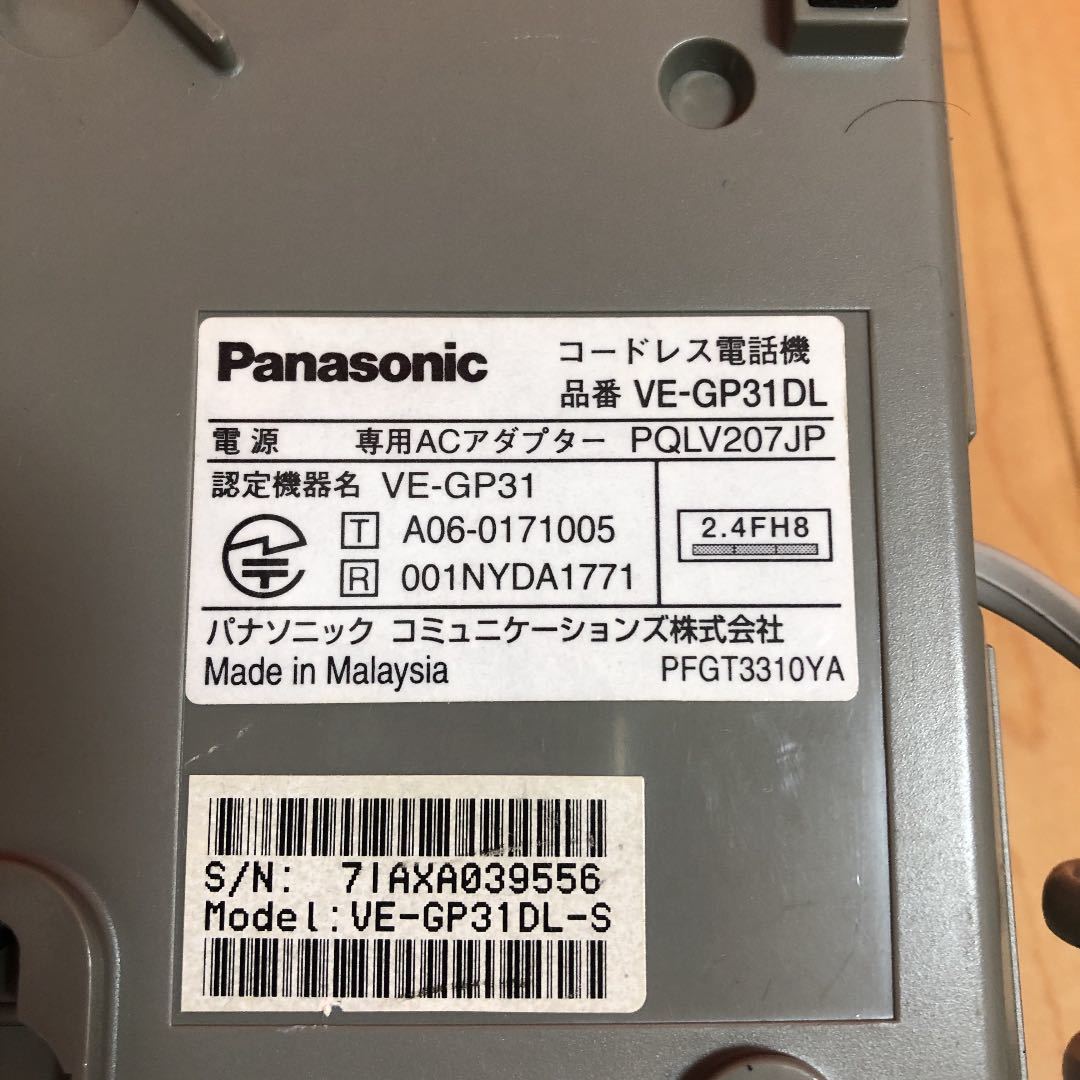 Panasonic コードレス電話機
品番 VE-GP31DL
電源 専用ACアダプター PQLV207JP
認定機器名 VE-GP31
T A06-0171005
R 001NYDA1771
2.4FH8
パナソニック コミュニケーションズ株式会社
Made in Malaysia PFGT3310YA
S/N: 7IAXA039556
Model:VE-GP31DL-S